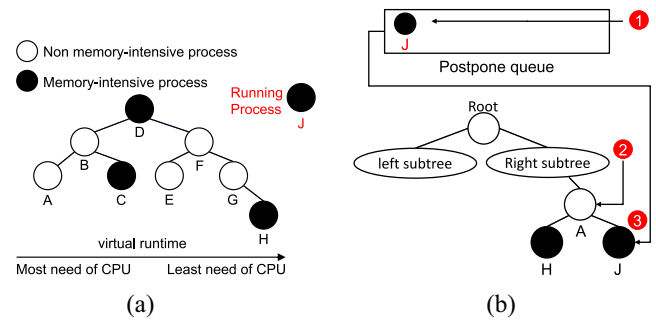 Non memory-intensive process
Memory-intensive process
Running
Process
J
D
B
F
A
C
E
G
H
virtual runtime
Most need of CPU
Least need of CPU
(a)
1
J
Postpone queue
Root
left subtree
Right subtree
2
A
3
H
J
(b)